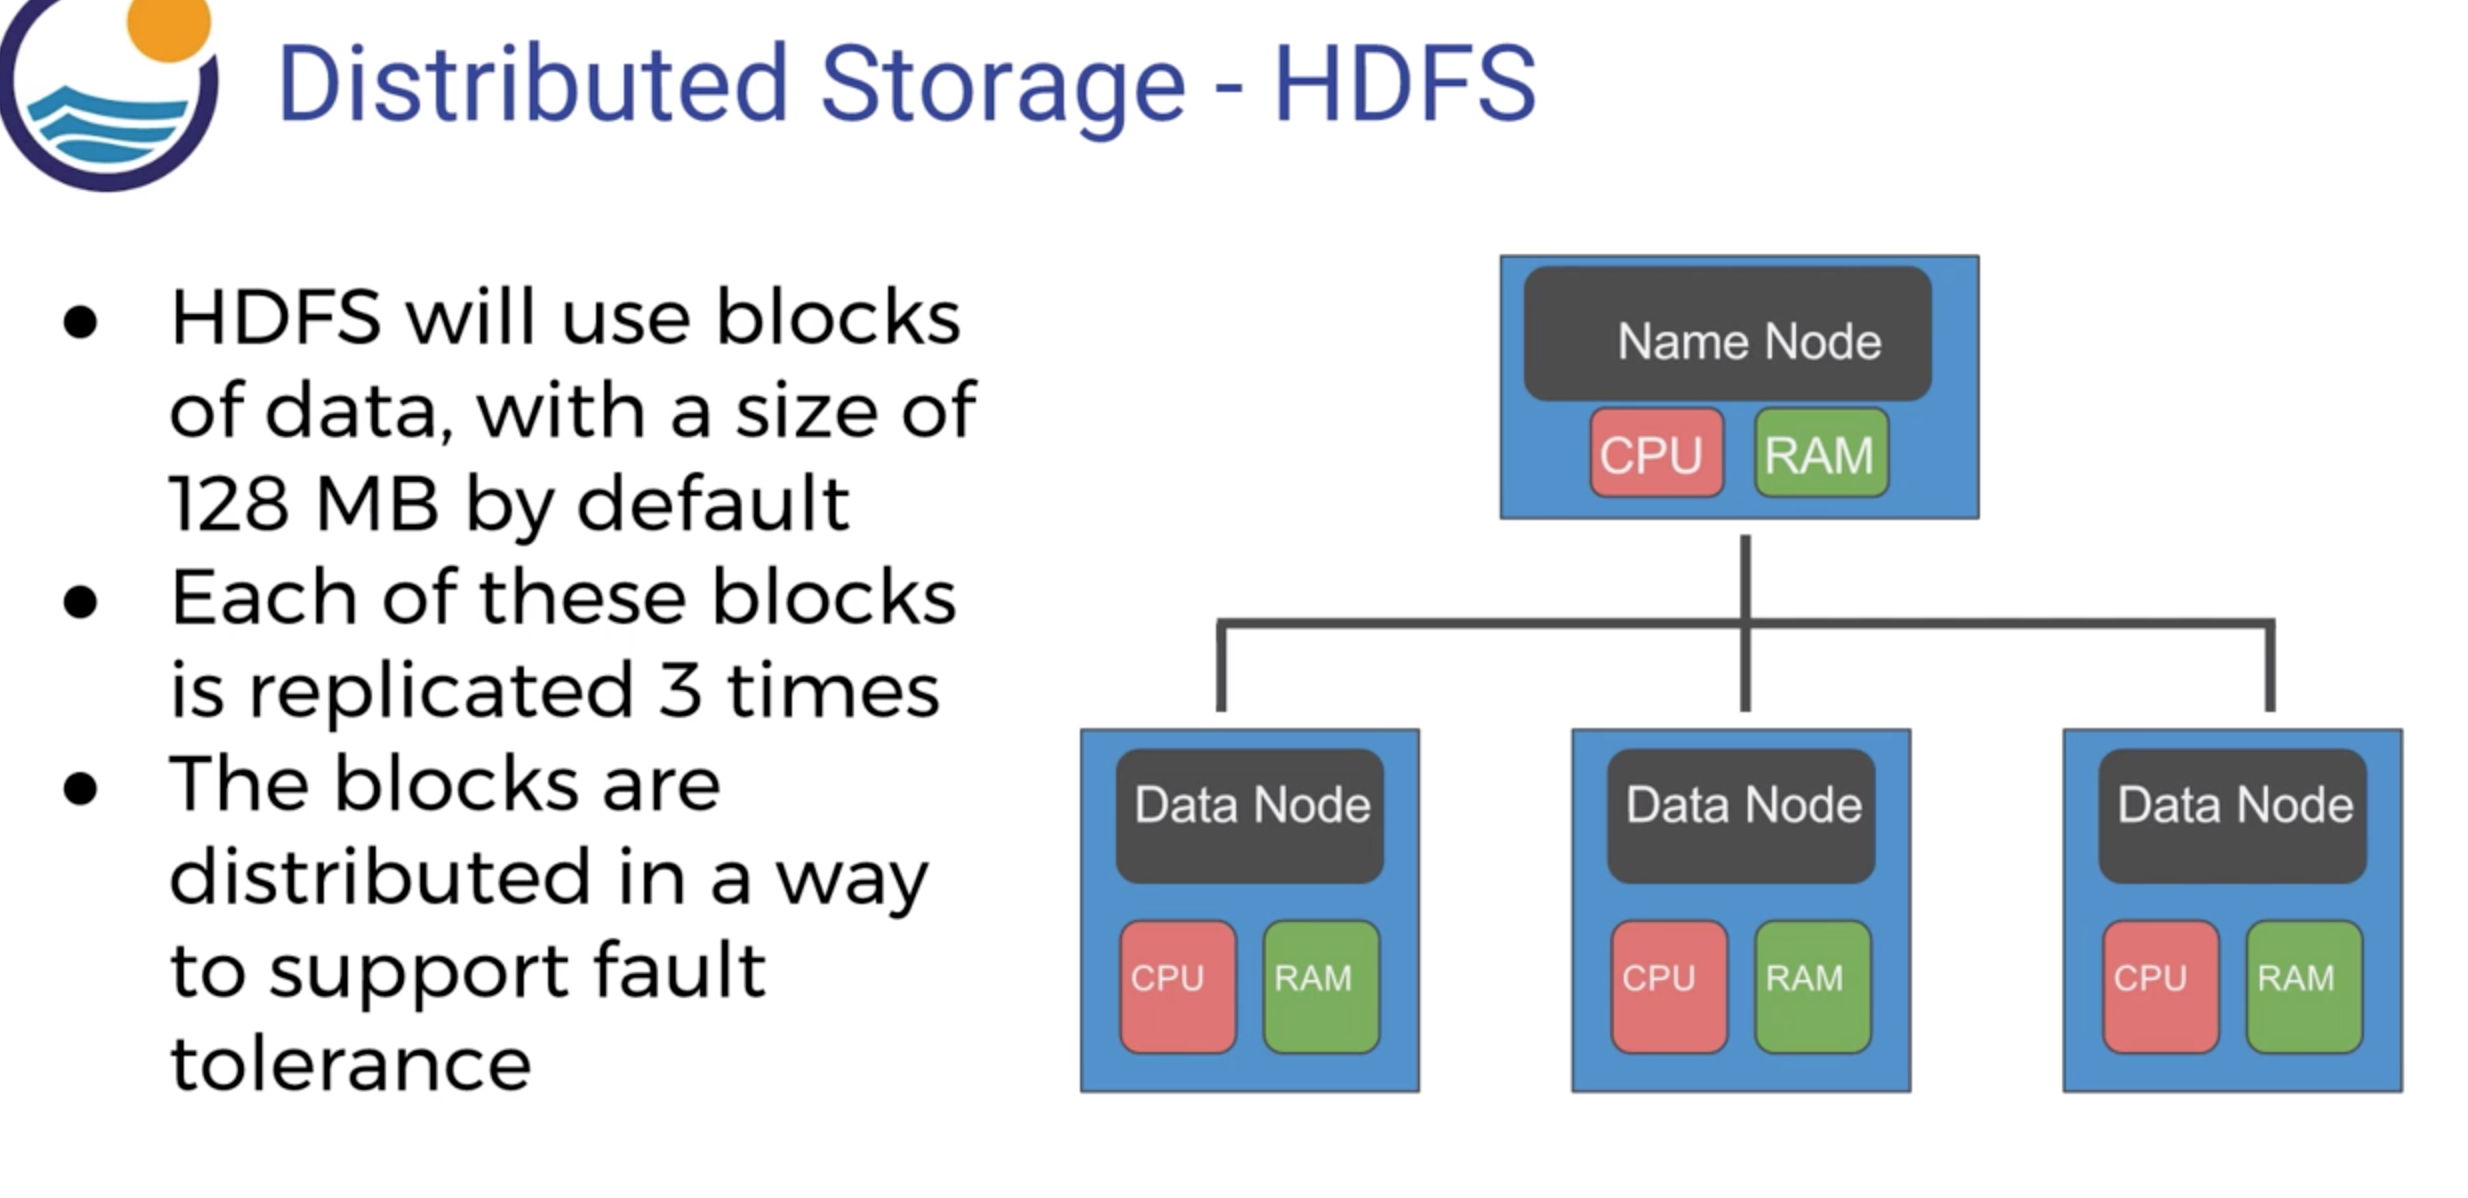 Distributed Storage - HDFS
● HDFS will use blocks
of data, with a size of
128 MB by default
● Each of these blocks
is replicated 3 times
● The blocks are
distributed in a way
to support fault
tolerance
Name Node
CPU RAM
Data Node Data Node Data Node
CPU RAM CPU RAM CPU RAM